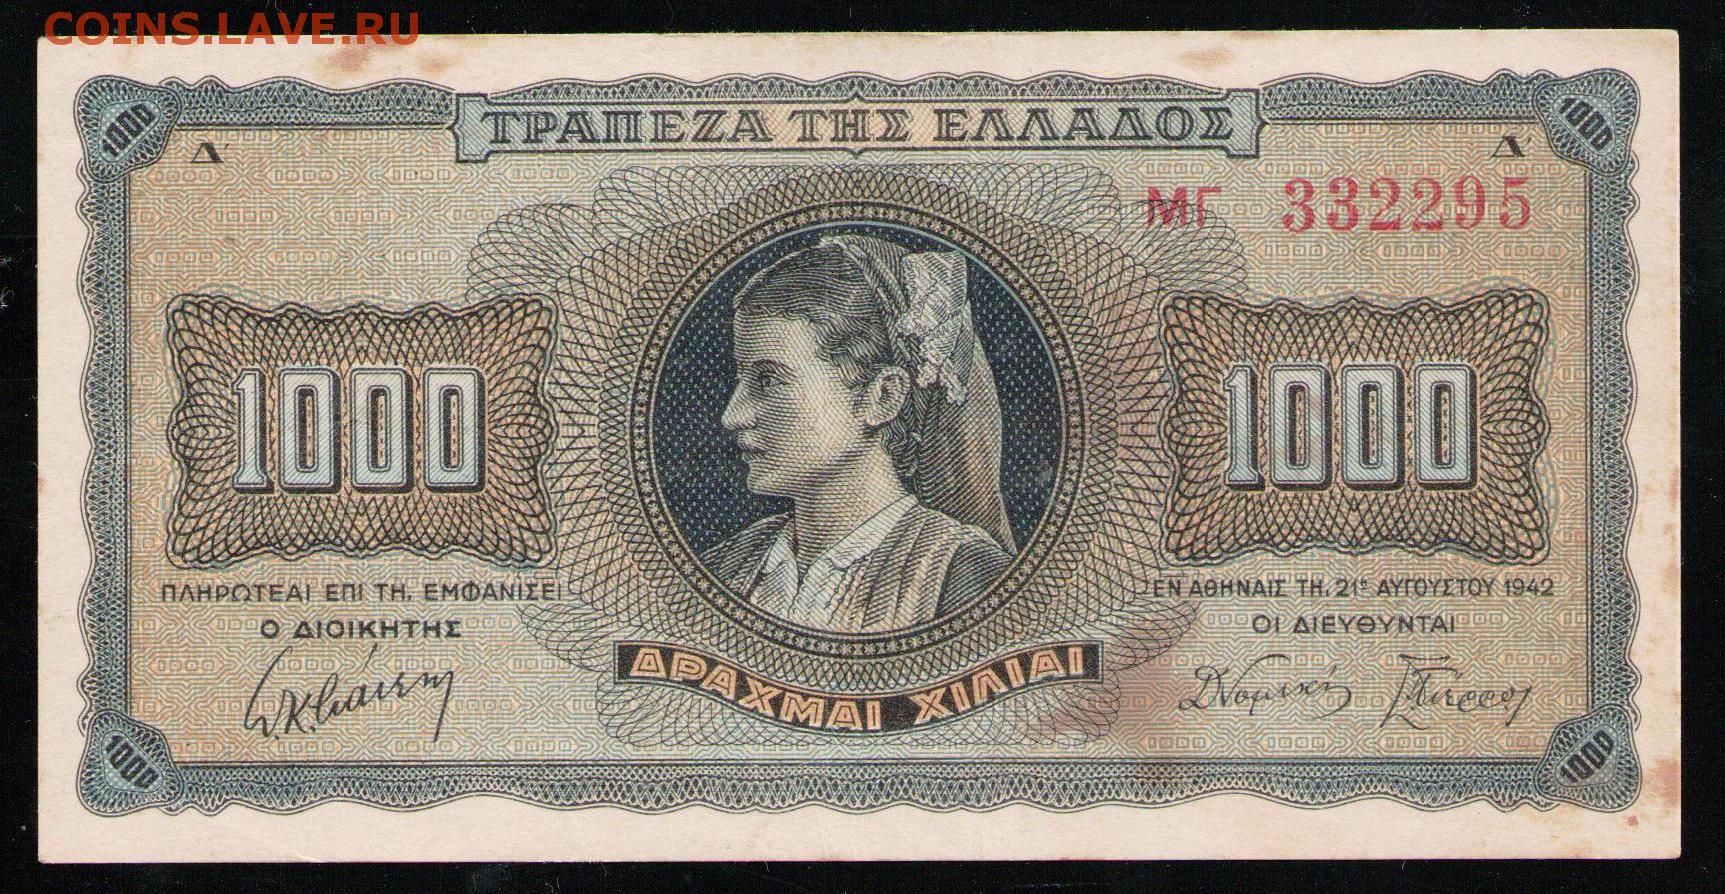 COINS.LAVE.RU
1000 1000
ΤΡΑΠΕΖΑ ΤΗΣ ΕΛΛΑΔΟΣ
Δ' Δ'
ΜΓ 332295
1000 1000
ΠΛΗΡΩΤΕΑΙ ΕΠΙ ΤΗ, ΕΜΦΑΝΙΣΕΙ
ΕΝ ΑΘΗΝΑΙΣ ΤΗ, 21ῃ ΑΥΓΟΥΣΤΟΥ 1942
Ο ΔΙΟΙΚΗΤΗΣ
ΟΙ ΔΙΕΥΘΥΝΤΑΙ
ΔΡΑΧΜΑΙ ΧΙΛΙΑΙ
1000 1000